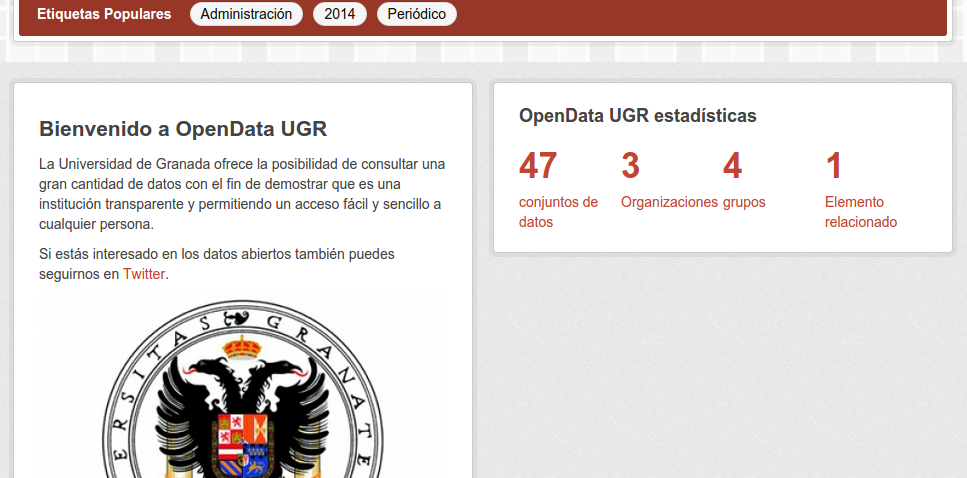 Etiquetas Populares Administración 2014 Periódico
Bienvenido a OpenData UGR
La Universidad de Granada ofrece la posibilidad de consultar una
gran cantidad de datos con el fin de demostrar que es una
institución transparente y permitiendo un acceso fácil y sencillo a
cualquier persona.
Si estás interesado en los datos abiertos también puedes
seguirnos en Twitter.
ERSITAS GRANATE
OpenData UGR estadísticas
47 3 4 1
conjuntos de Organizaciones grupos Elemento
datos relacionado